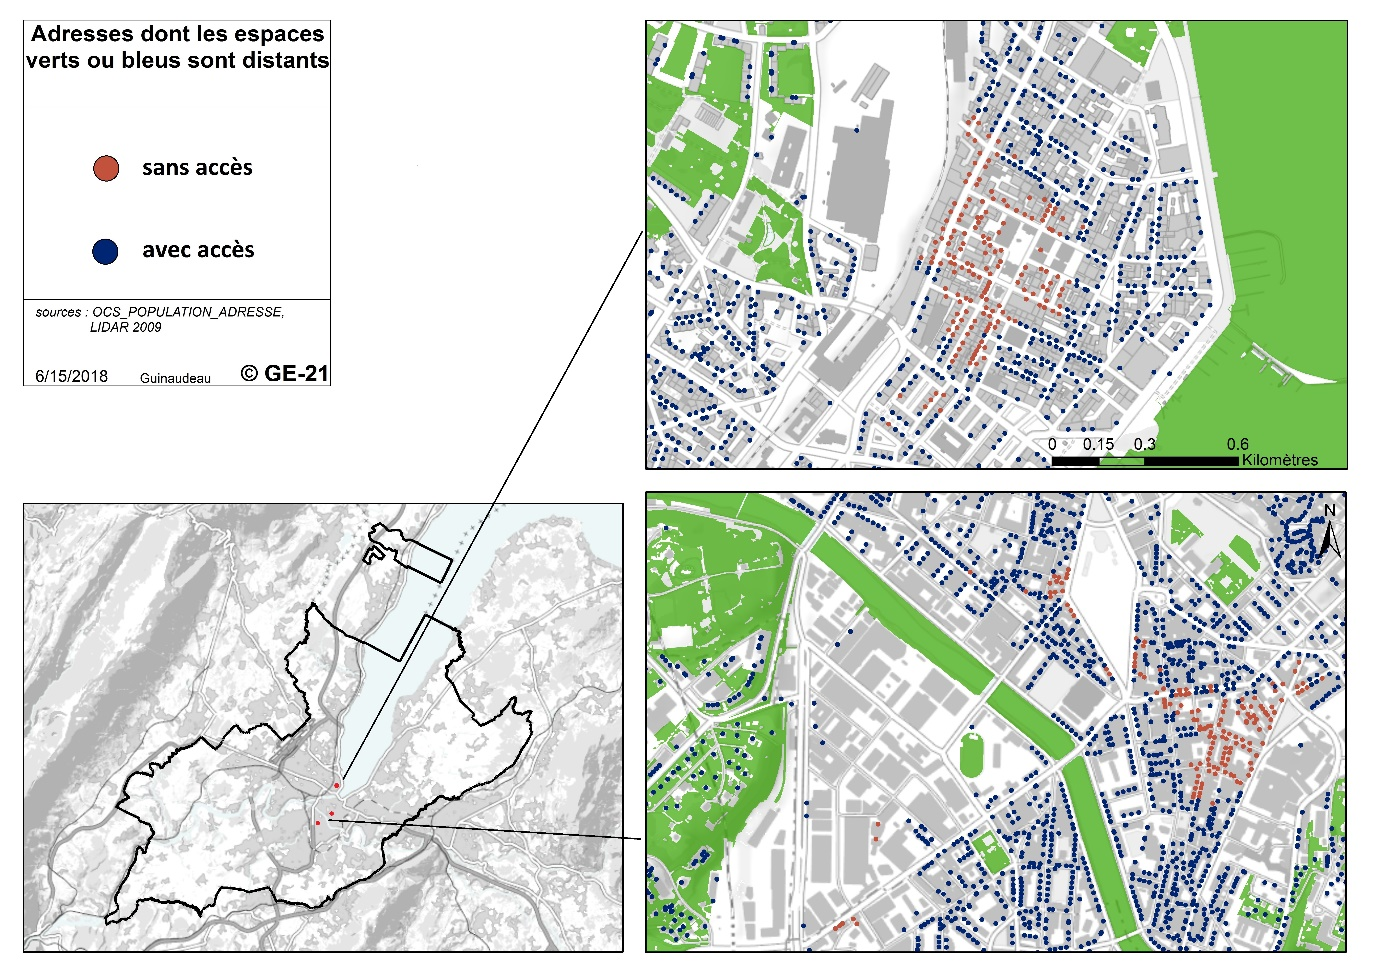 Adresses dont les espaces
verts ou bleus sont distants
sans accès
avec accès
sources : OCS_POPULATION_ADRESSE,
LIDAR 2009
6/15/2018 Guinaudeau © GE-21
0 0.15 0.3 0.6
Kilomètres
N